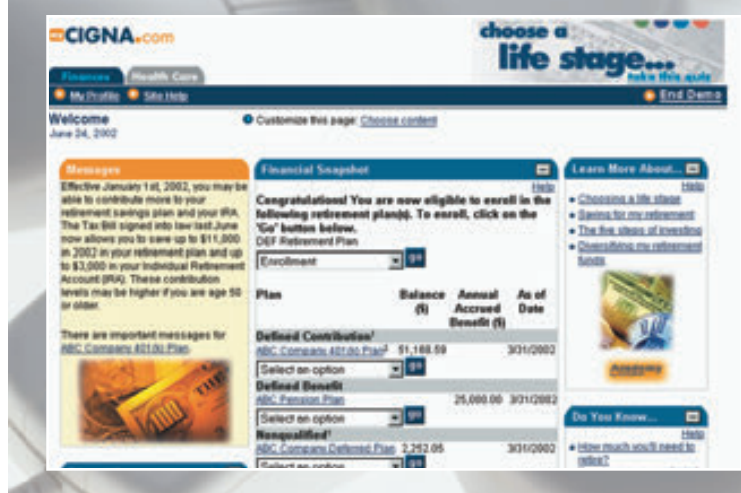 myCIGNA.com
choose a
life stage...
take this quiz
Finances Health Care
My Profile Site Help End Demo
Welcome
June 24, 2002
Customize this page: Choose content
Messages
Effective January 1st, 2002, you may be
able to contribute more to your
retirement savings plan and your IRA.
The Tax Bill signed into law last June
now allows you to save up to $11,000
in 2002 in your retirement plan and up
to $3,000 in your Individual Retirement
Account (IRA). These contribution
levels may be higher if you are age 50
or older.
There are important messages for
ABC Company 401(k) Plan.
100
Financial Snapshot
Help
Congratulations! You are now eligible to enroll in the
following retirement plan(s). To enroll, click on the
'Go' button below.
DEF Retirement Plan
Enrollment go
Plan Balance Annual As of
($) Accrued Date
Benefit ($)
Defined Contribution¹
ABC Company 401(k) Plan² 51,188.59 3/31/2002
Select an option go
Defined Benefit
ABC Pension Plan 25,000.00 3/31/2002
Select an option go
Nonqualified¹
ABC Company Deferred Plan 2,252.05 3/31/2002
Select an option
Learn More About...
Help
Choosing a life stage
Saving for my retirement
The five steps of investing
Diversifying my retirement
funds
Do You Know...
Help
How much you'll need to
retire?